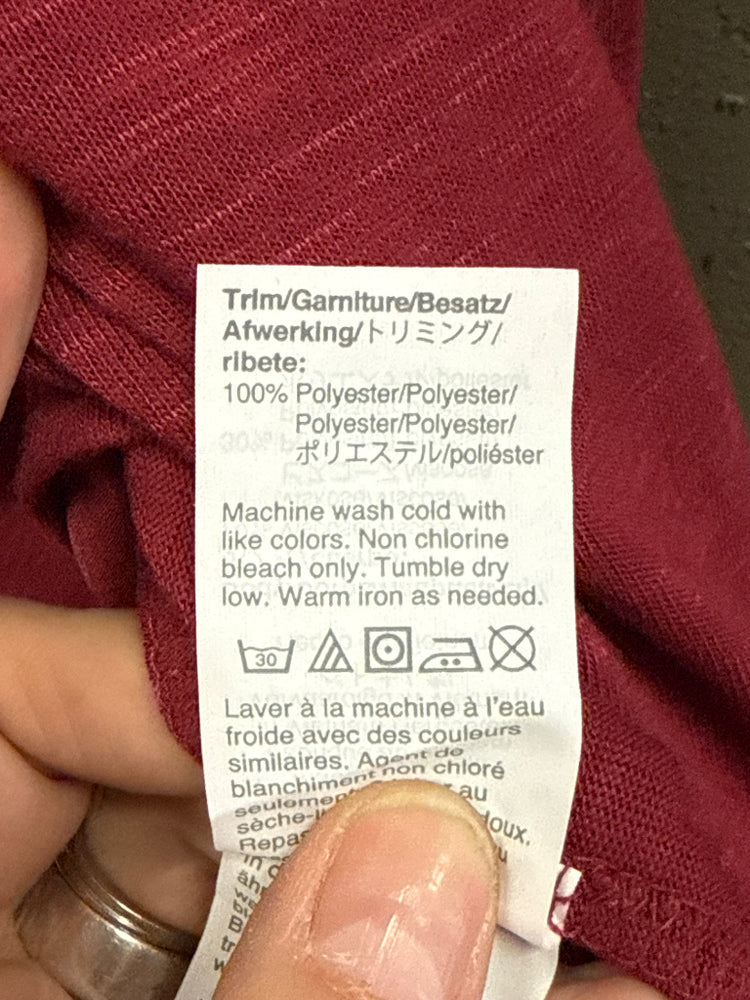 Trim/Garniture/Besatz/
Afwerking/トリミング/
ribete:
100% Polyester/Polyester/
Polyester/Polyester/
ポリエステル/poliéster
Machine wash cold with
like colors. Non chlorine
bleach only. Tumble dry
low. Warm iron as needed.
30
Laver à la machine à l'eau
froide avec des couleurs
similaires. Agent de
blanchiment non chloré
au
doux.